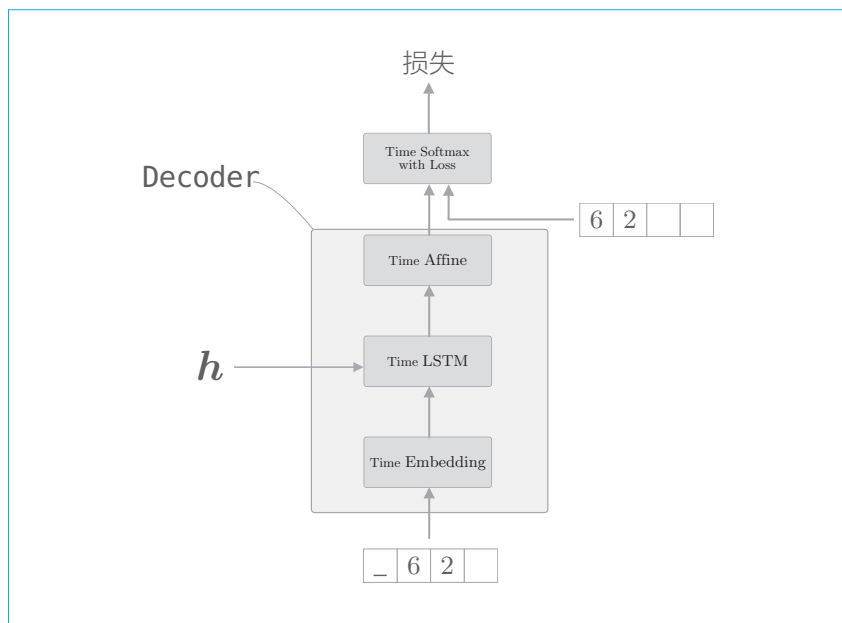 损失
Time Softmax
with Loss
Decoder
6 2
Time Affine
h
Time LSTM
Time Embedding
_ 6 2